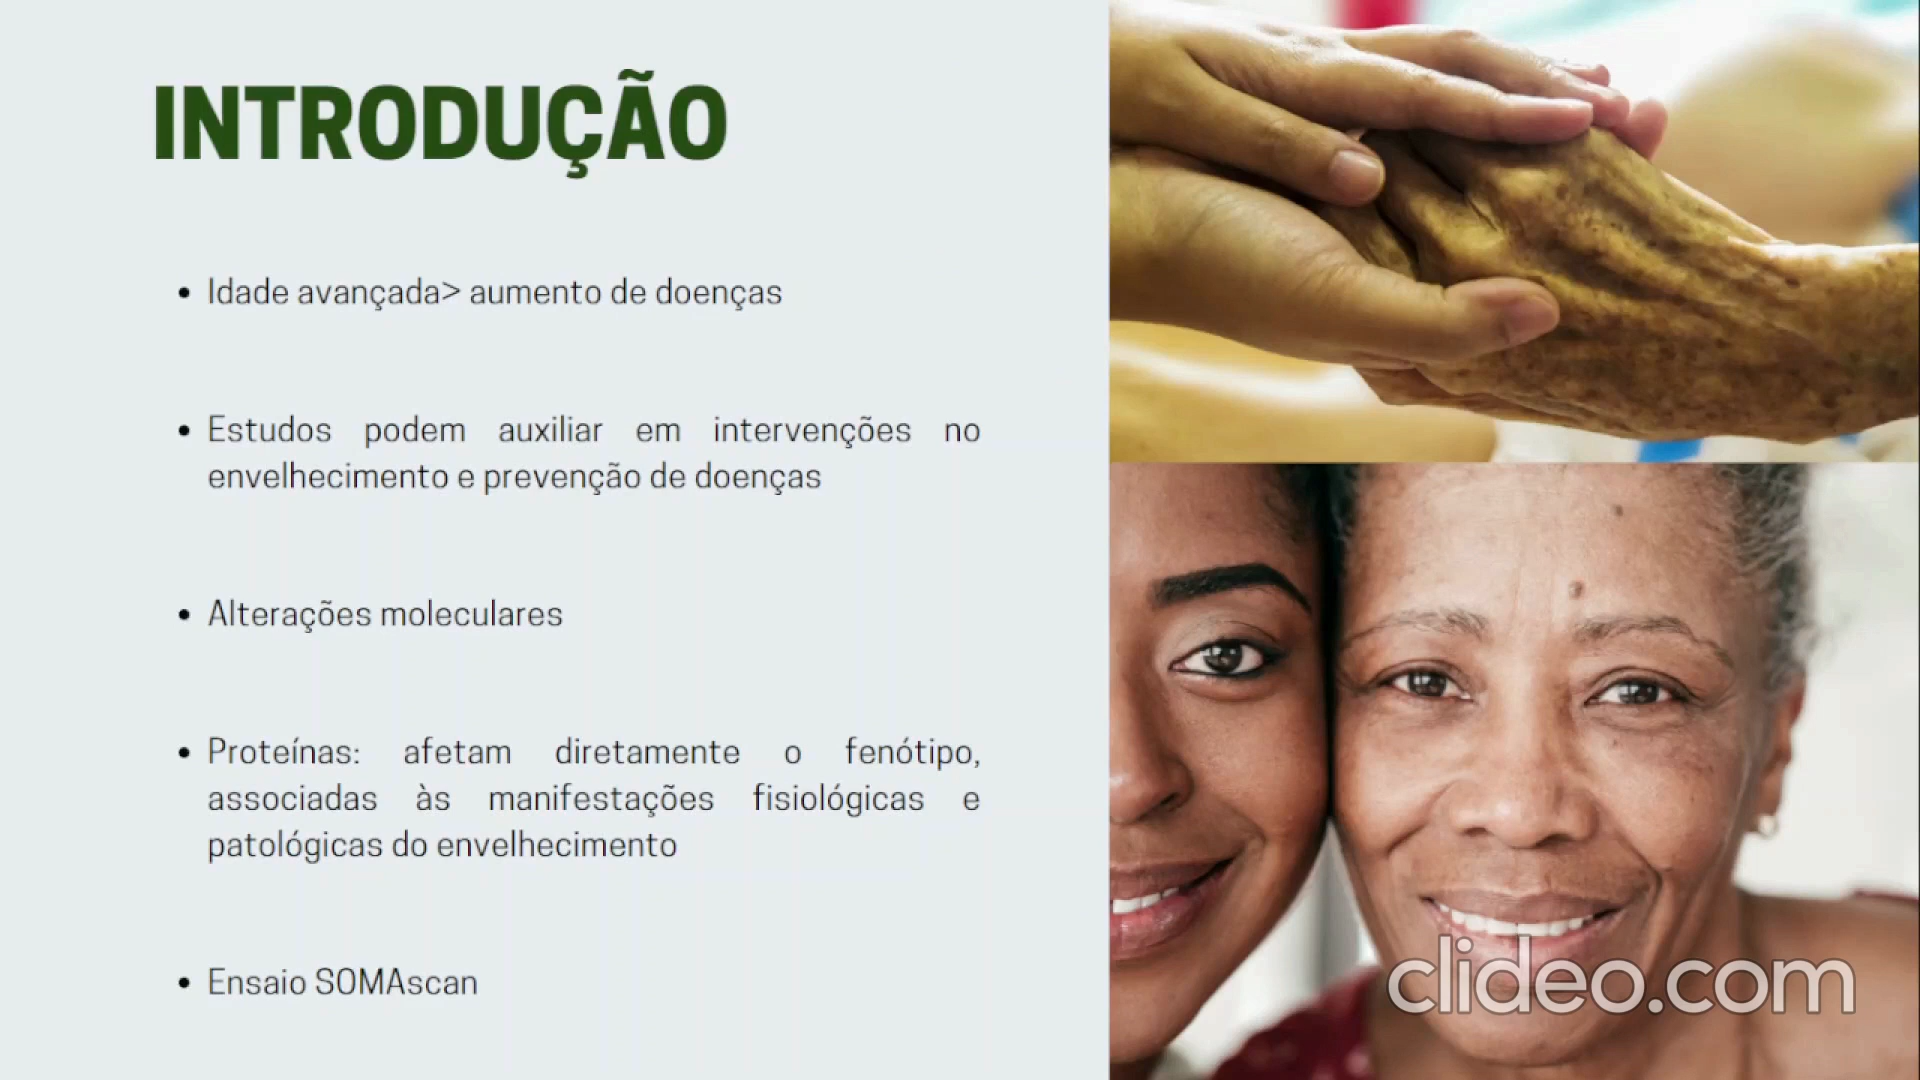 INTRODUÇÃO
• Idade avançada> aumento de doenças
• Estudos podem auxiliar em intervenções no
envelhecimento e prevenção de doenças
• Alterações moleculares
• Proteínas: afetam diretamente o fenótipo,
associadas às manifestações fisiológicas e
patológicas do envelhecimento
• Ensaio SOMAscan
clideo.com